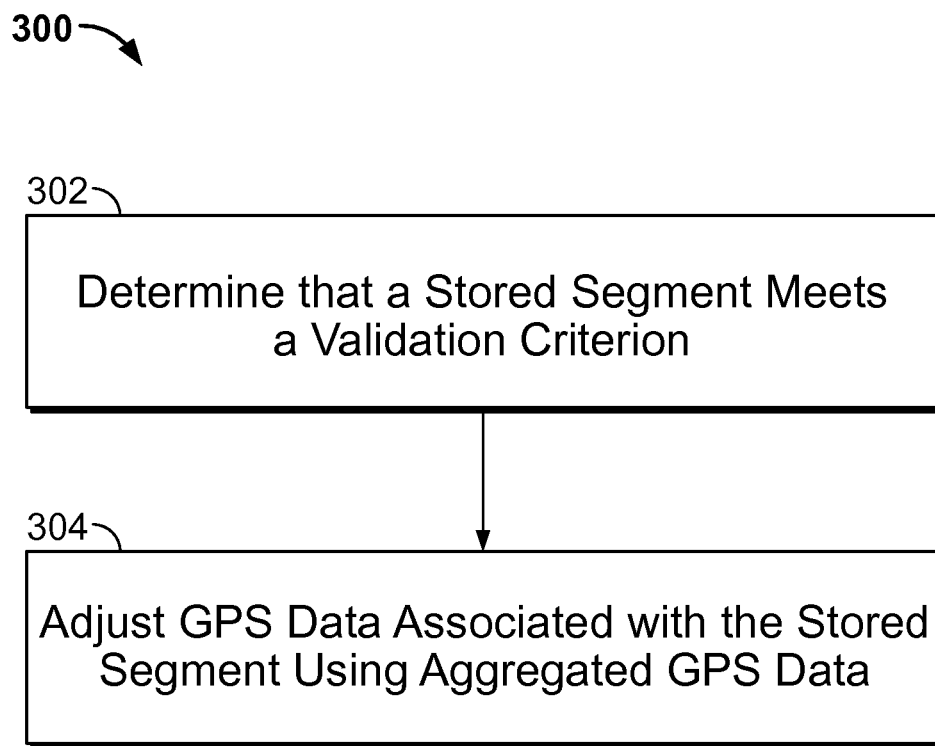 300
302
Determine that a Stored Segment Meets
a Validation Criterion
304
Adjust GPS Data Associated with the Stored
Segment Using Aggregated GPS Data